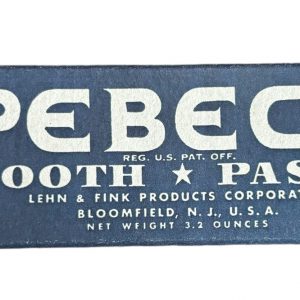 PEBEC
REG. U.S. PAT. OFF.
OOTH ★ PAS
LEHN & FINK PRODUCTS CORPORAT
BLOOMFIELD, N. J., U. S. A.
NET WEIGHT 3.2 OUNCES